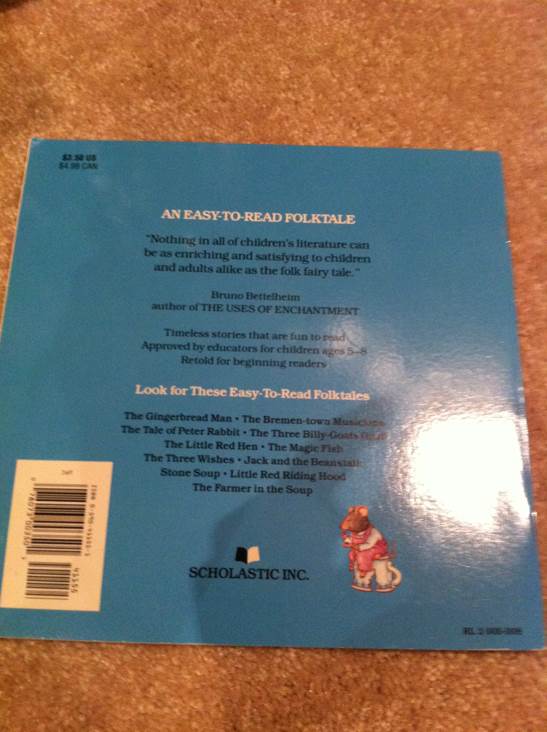 $3.50 US
$4.95 CAN
AN EASY-TO-READ FOLKTALE
"Nothing in all of children's literature can
be as enriching and satisfying to children
and adults alike as the folk fairy tale."
Bruno Bettelheim
author of THE USES OF ENCHANTMENT
Timeless stories that are fun to read
Approved by educators for children ages 5–8
Retold for beginning readers
Look for These Easy-To-Read Folktales
The Gingerbread Man • The Bremen-town Musicians
The Tale of Peter Rabbit • The Three Billy-Goats Gruff
The Little Red Hen • The Magic Fish
The Three Wishes • Jack and the Beanstalk
Stone Soup • Little Red Riding Hood
The Farmer in the Soup
SCHOLASTIC INC.
RL 2